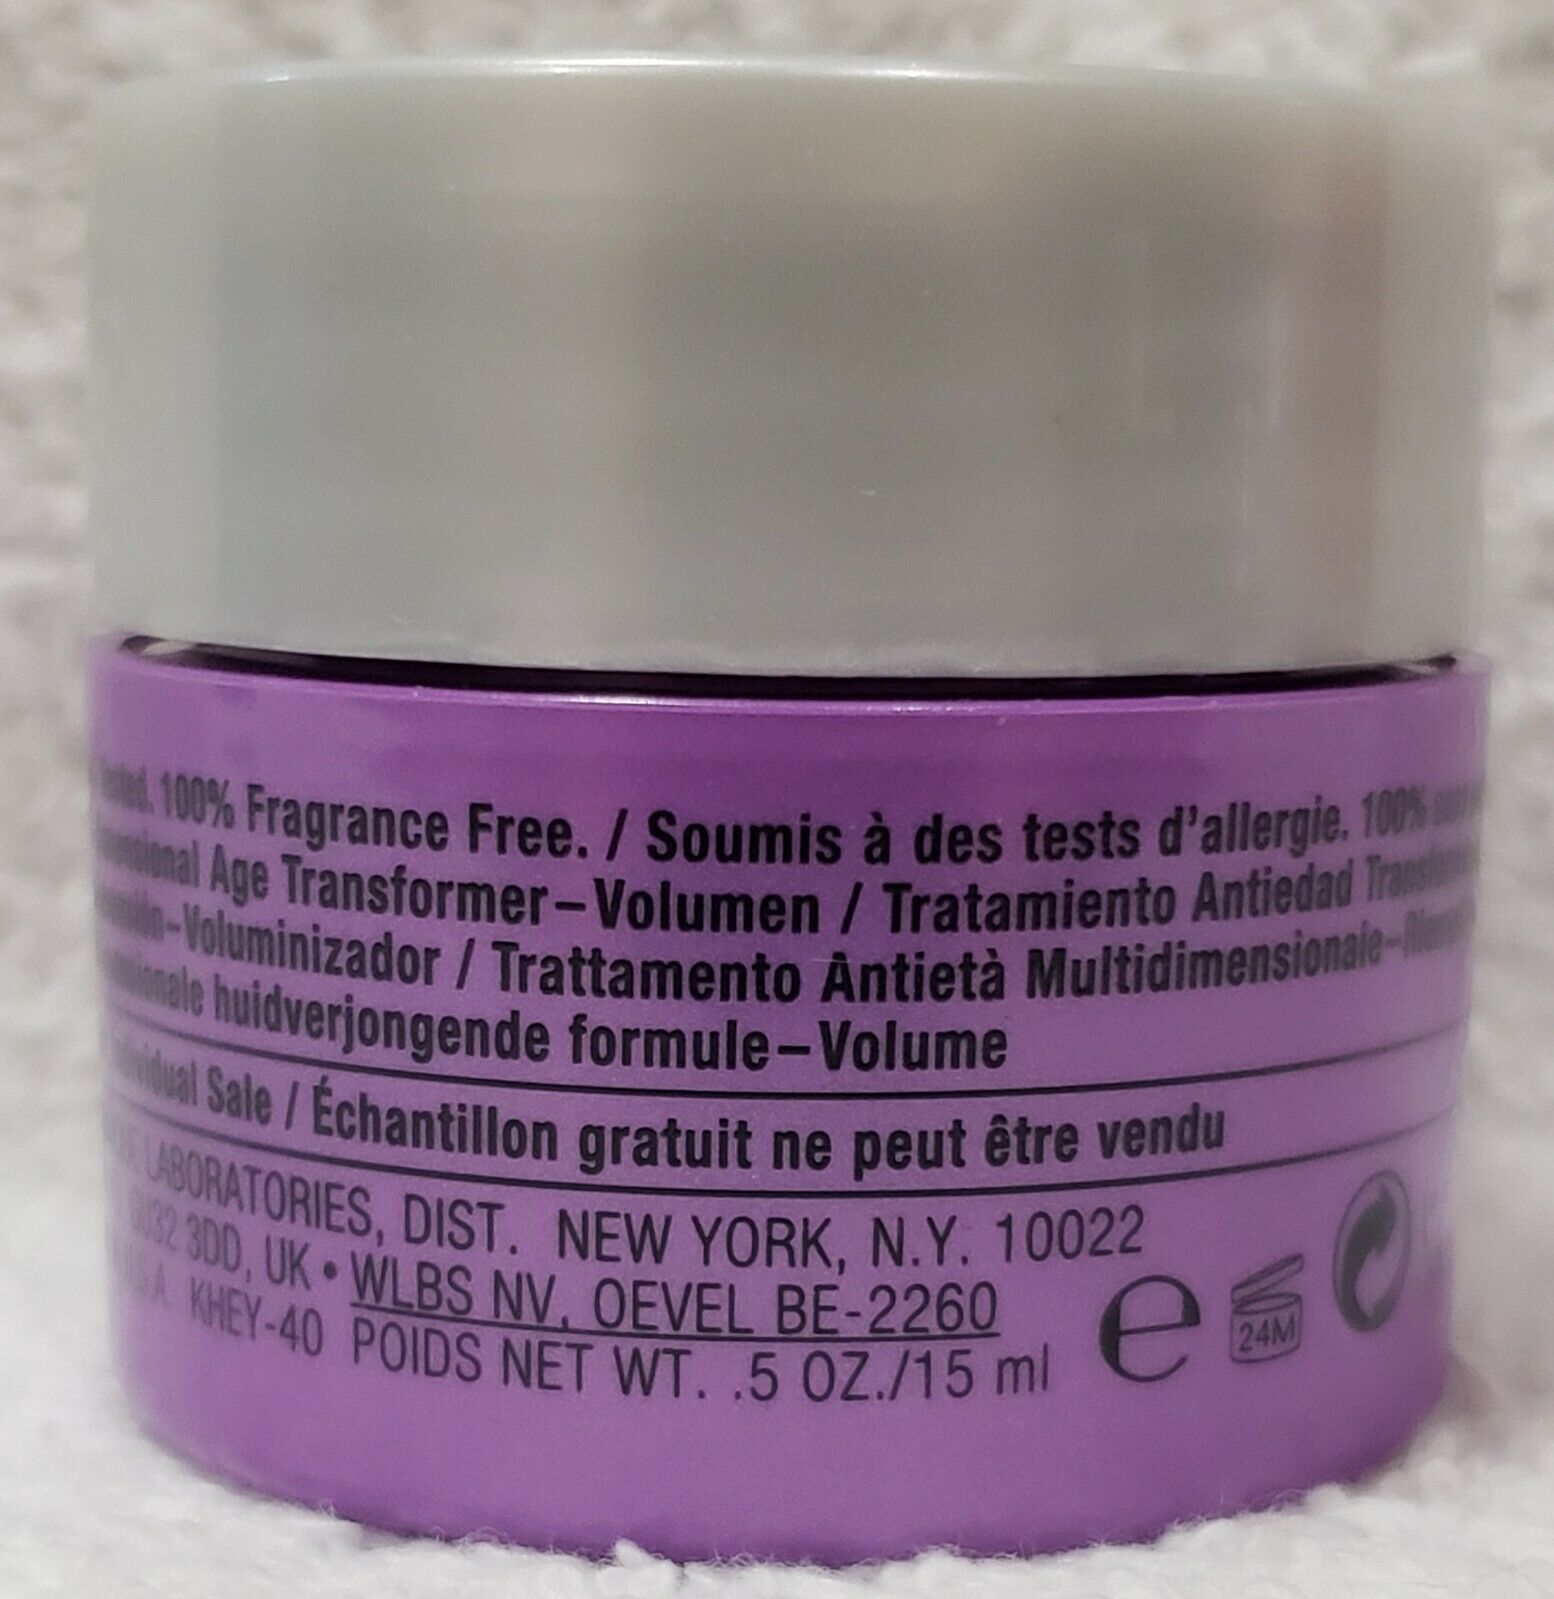 100% Fragrance Free. / Soumis à des tests d'allergie. 100%
Age Transformer–Volumen / Tratamiento Antiedad
–Voluminizador / Trattamento Antietà Multidimensionale–
huidverjongende formule–Volume
Sale / Échantillon gratuit ne peut être vendu
LABORATORIES, DIST. NEW YORK, N.Y. 10022
3DD, UK • WLBS NV, OEVEL BE-2260
KHEY-40 POIDS NET WT. .5 OZ./15 ml e 24M